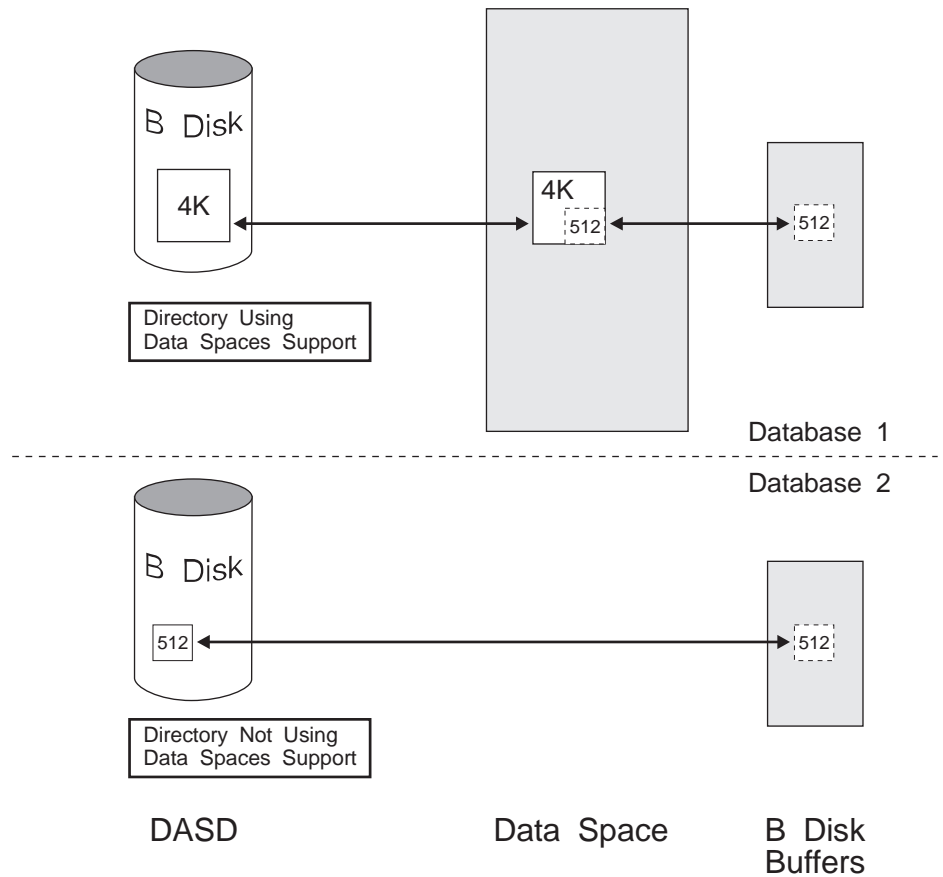 B Disk
4K
4K
512
512
Directory Using
Data Spaces Support
Database 1
Database 2
B Disk
512
512
Directory Not Using
Data Spaces Support
DASD
Data Space
B Disk
Buffers